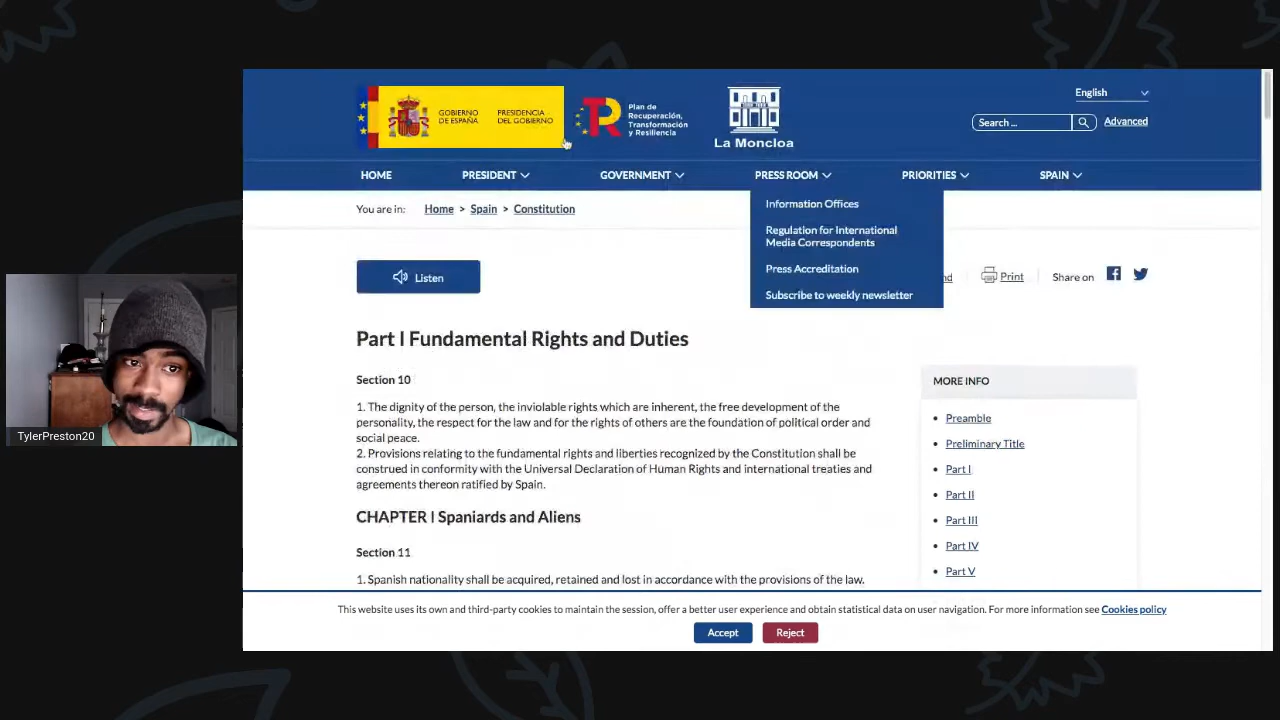 GOBIERNO
DE ESPAÑA
PRESIDENCIA
DEL GOBIERNO
Plan de
Recuperación,
Transformación
y Resiliencia
La Moncloa
English
Search ...
Advanced
HOME
PRESIDENT
GOVERNMENT
PRESS ROOM
PRIORITIES
SPAIN
You are in: Home > Spain > Constitution
Information Offices
Regulation for International
Media Correspondents
Press Accreditation
Subscribe to weekly newsletter
Listen
nd
Print
Share on
Part I Fundamental Rights and Duties
Section 10
1. The dignity of the person, the inviolable rights which are inherent, the free development of the
personality, the respect for the law and for the rights of others are the foundation of political order and
social peace.
2. Provisions relating to the fundamental rights and liberties recognized by the Constitution shall be
construed in conformity with the Universal Declaration of Human Rights and international treaties and
agreements thereon ratified by Spain.
CHAPTER I Spaniards and Aliens
Section 11
1. Spanish nationality shall be acquired, retained and lost in accordance with the provisions of the law.
MORE INFO
Preamble
Preliminary Title
Part I
Part II
Part III
Part IV
Part V
TylerPreston20
This website uses its own and third-party cookies to maintain the session, offer a better user experience and obtain statistical data on user navigation. For more information see Cookies policy
Accept
Reject